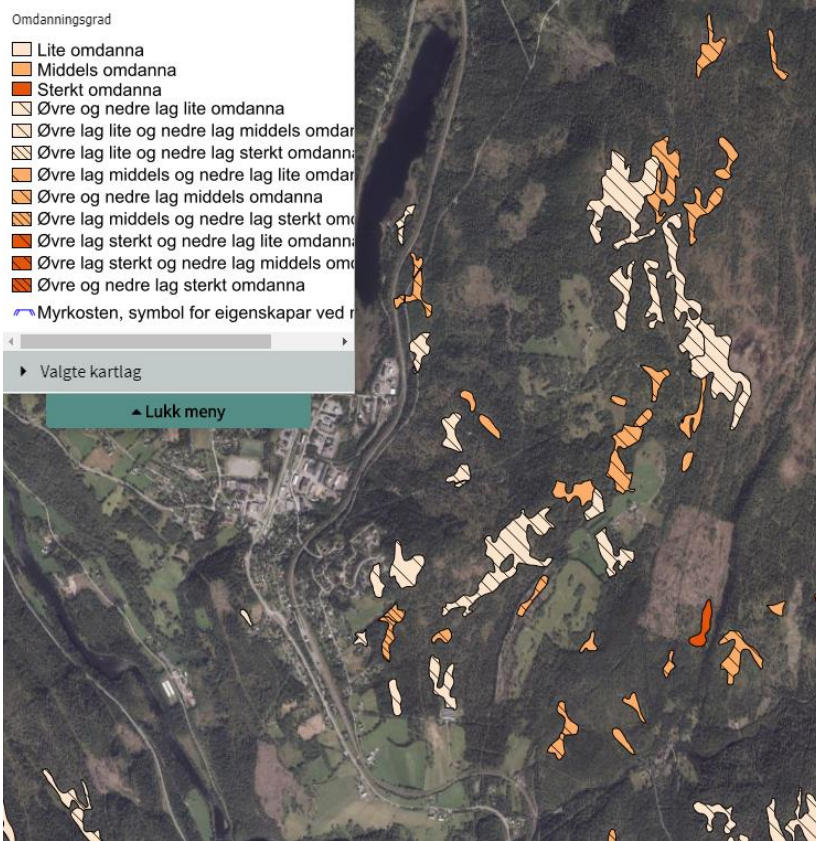 Omdanningsgrad
Lite omdanna
Middels omdanna
Sterkt omdanna
Øvre og nedre lag lite omdanna
Øvre lag lite og nedre lag middels omdan
Øvre lag lite og nedre lag sterkt omdanna
Øvre lag middels og nedre lag lite omdan
Øvre og nedre lag middels omdanna
Øvre lag middels og nedre lag sterkt omd
Øvre lag sterkt og nedre lag lite omdanna
Øvre lag sterkt og nedre lag middels omd
Øvre og nedre lag sterkt omdanna
Myrkosten, symbol for eigenskapar ved
Valgte kartlag
Lukk meny